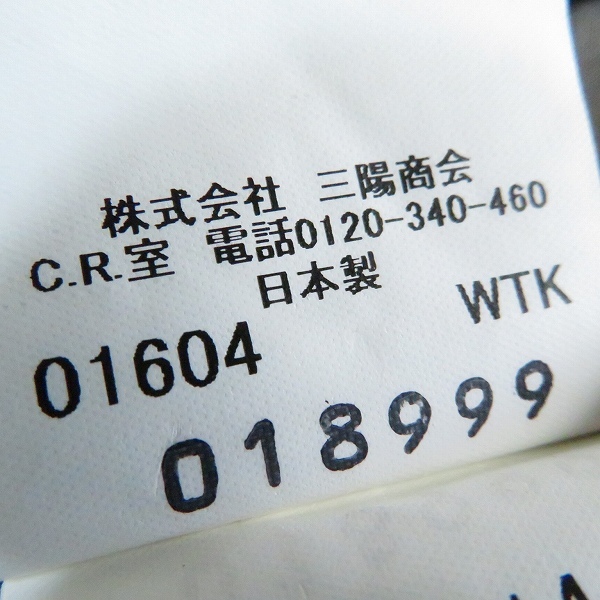 株式会社 三陽商会
C.R.室 電話0120-340-460
日本製
WTK
01604
018999